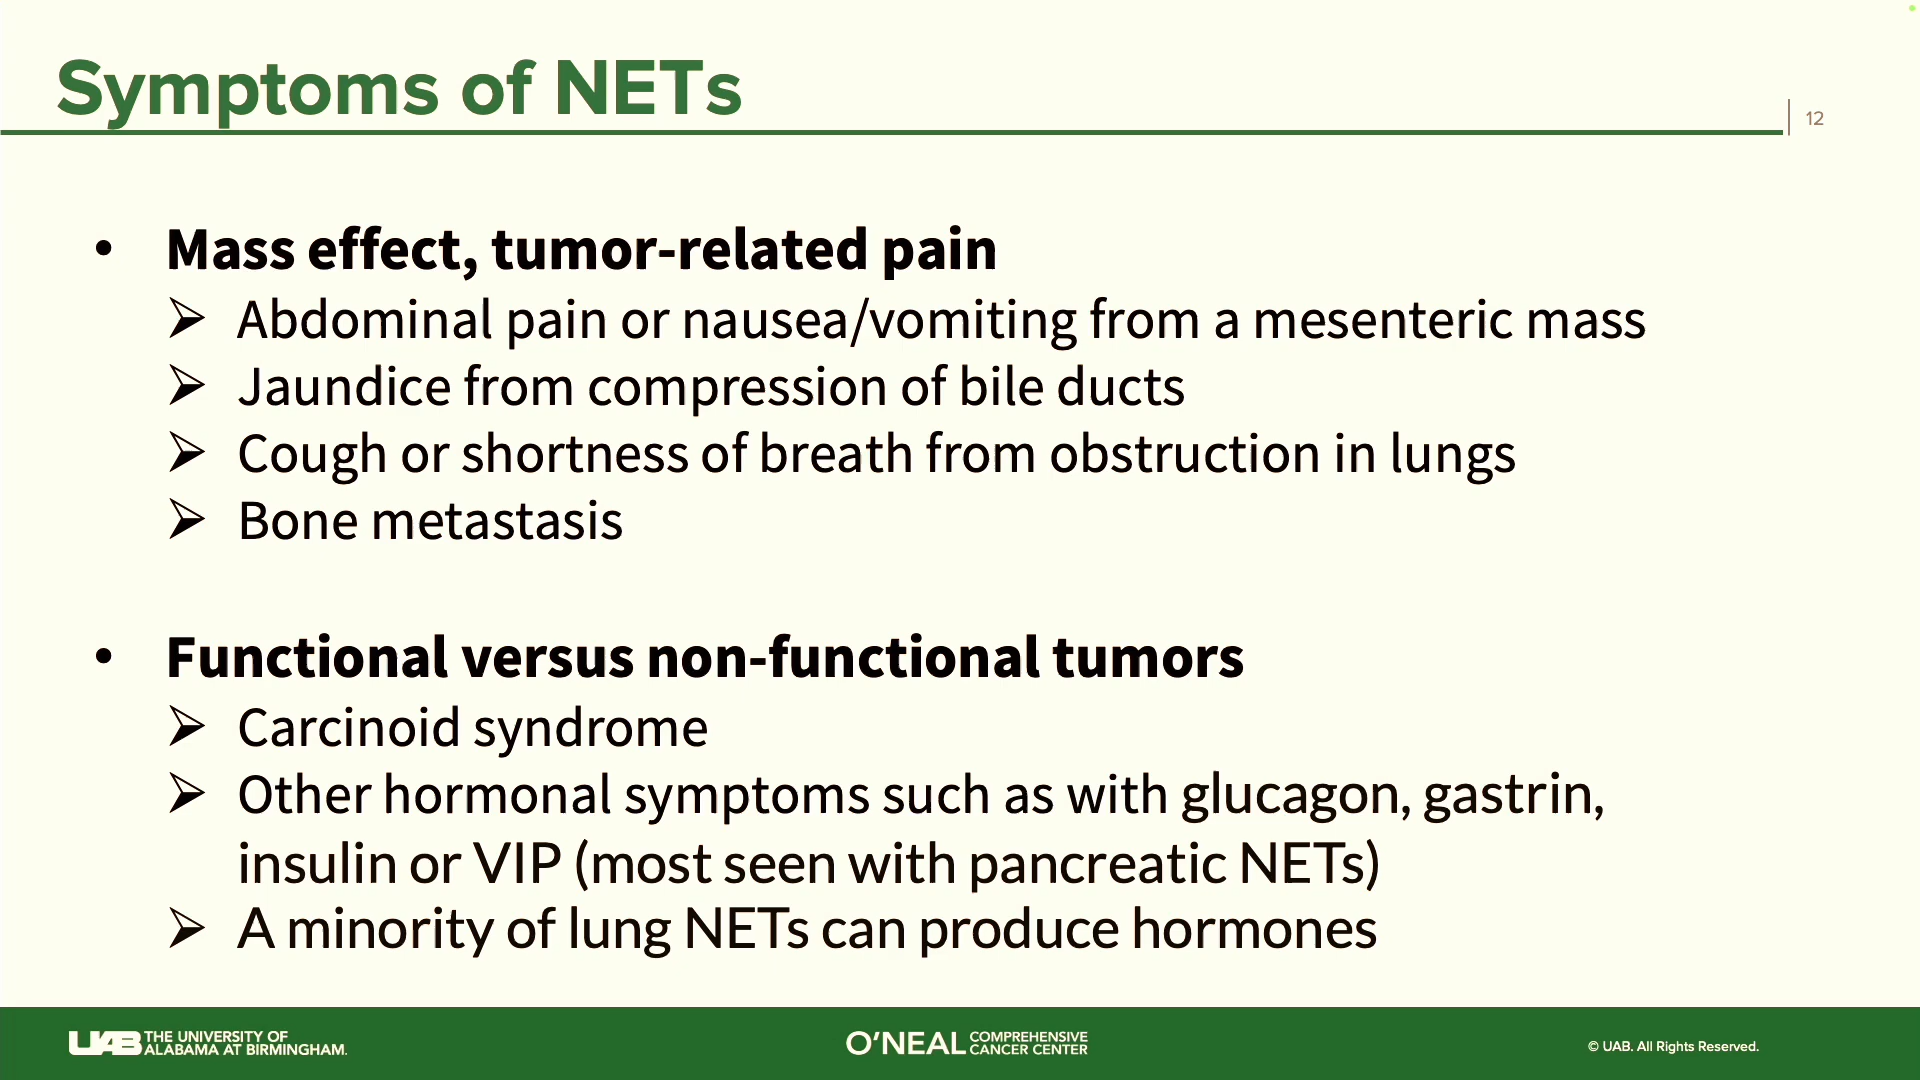 Symptoms of NETs
12
• Mass effect, tumor-related pain
➢ Abdominal pain or nausea/vomiting from a mesenteric mass
➢ Jaundice from compression of bile ducts
➢ Cough or shortness of breath from obstruction in lungs
➢ Bone metastasis
• Functional versus non-functional tumors
➢ Carcinoid syndrome
➢ Other hormonal symptoms such as with glucagon, gastrin,
insulin or VIP (most seen with pancreatic NETs)
➢ A minority of lung NETs can produce hormones
UAB THE UNIVERSITY OF
ALABAMA AT BIRMINGHAM.
O'NEAL COMPREHENSIVE
CANCER CENTER
© UAB. All Rights Reserved.